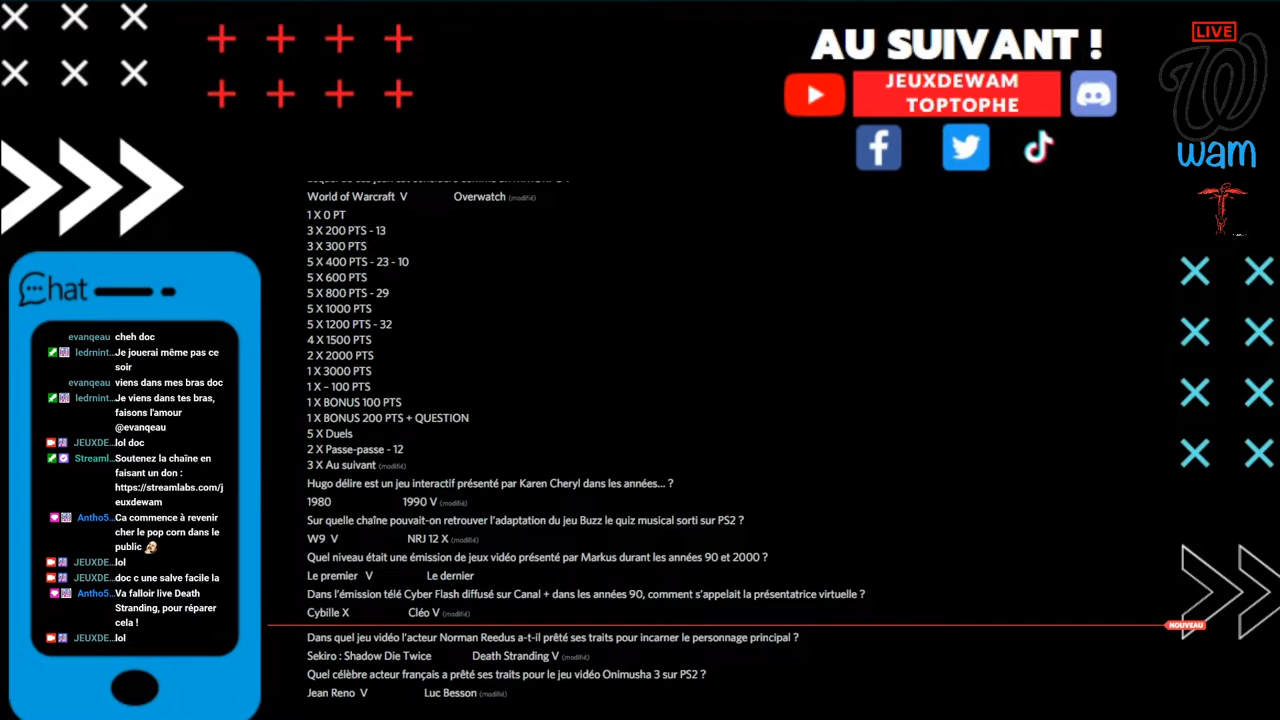 AU SUIVANT !
LIVE
JEUXDEWAM
TOPTOPHE
wam
World of Warcraft V Overwatch (modifié)
1 X 0 PT
3 X 200 PTS - 13
3 X 300 PTS
5 X 400 PTS - 23 - 10
5 X 600 PTS
5 X 800 PTS - 29
5 X 1000 PTS
5 X 1200 PTS - 32
4 X 1500 PTS
2 X 2000 PTS
1 X 3000 PTS
1 X – 100 PTS
1 X BONUS 100 PTS
1 X BONUS 200 PTS + QUESTION
5 X Duels
2 X Passe-passe - 12
3 X Au suivant (modifié)
Hugo délire est un jeu interactif présenté par Karen Cheryl dans les années… ?
1980 1990 V (modifié)
Sur quelle chaîne pouvait-on retrouver l'adaptation du jeu Buzz le quiz musical sorti sur PS2 ?
W9 V NRJ 12 X (modifié)
Quel niveau était une émission de jeux vidéo présenté par Markus durant les années 90 et 2000 ?
Le premier V Le dernier
Dans l'émission télé Cyber Flash diffusé sur Canal + dans les années 90, comment s'appelait la présentatrice virtuelle ?
Cybille X Cléo V (modifié)
NOUVEAU
Dans quel jeu vidéo l'acteur Norman Reedus a-t-il prêté ses traits pour incarner le personnage principal ?
Sekiro : Shadow Die Twice Death Stranding V (modifié)
Quel célèbre acteur français a prêté ses traits pour le jeu vidéo Onimusha 3 sur PS2 ?
Jean Reno V Luc Besson (modifié)
Chat
evanqeau cheh doc
ledrnint... Je jouerai même pas ce
soir
evanqeau viens dans mes bras doc
ledrnint... Je viens dans tes bras,
faisons l'amour
@evanqeau
JEUXDE... lol doc
Streaml... Soutenez la chaîne en
faisant un don :
https://streamlabs.com/j
euxdewam
Antho5... Ca commence à revenir
cher le pop corn dans le
public
JEUXDE... lol
JEUXDE... doc c une salve facile la
Antho5... Va falloir live Death
Stranding, pour réparer
cela !
JEUXDE... lol